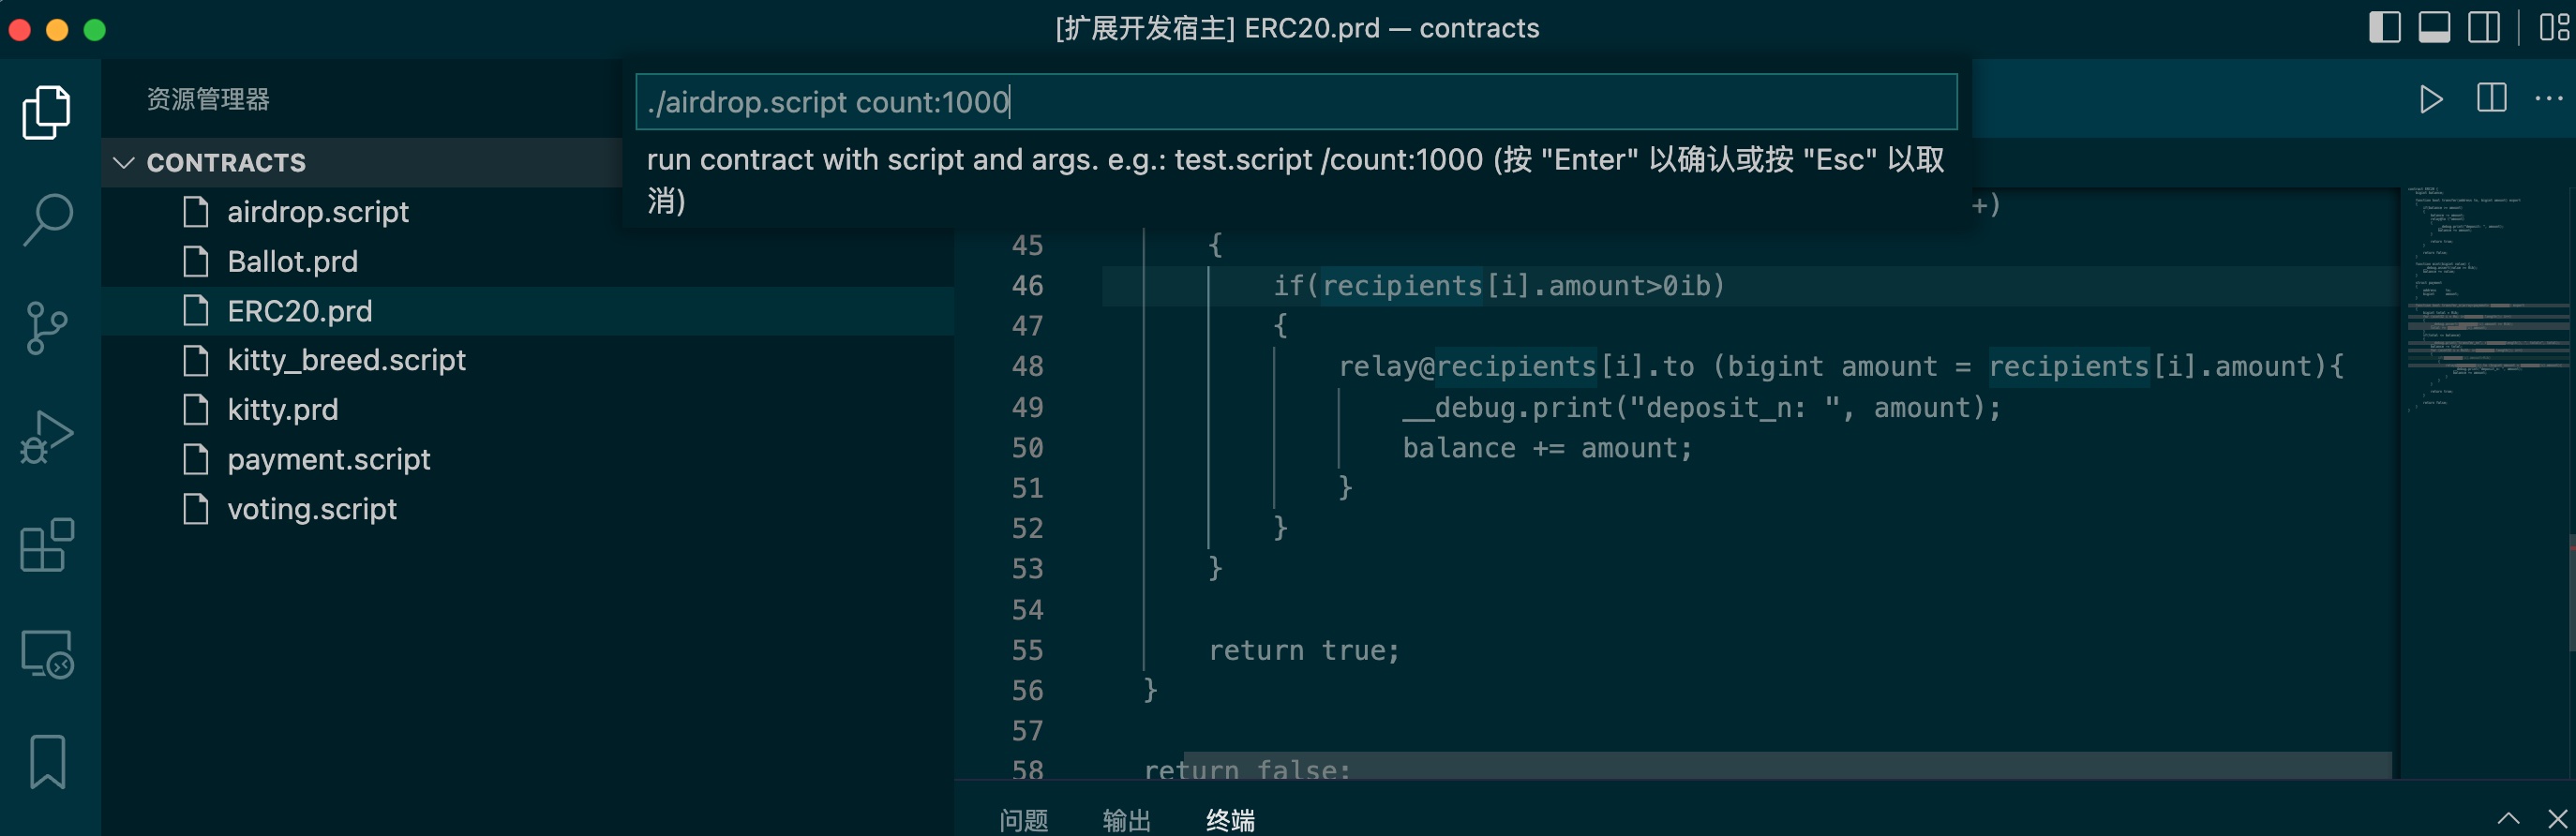 [扩展开发宿主] ERC20.prd — contracts
资源管理器
./airdrop.script count:1000
run contract with script and args. e.g.: test.script /count:1000 (按 "Enter" 以确认或按 "Esc" 以取
消)
CONTRACTS
airdrop.script
Ballot.prd
ERC20.prd
kitty_breed.script
kitty.prd
payment.script
voting.script
+)
45 {
46 if(recipients[i].amount>0ib)
47 {
48 relay@recipients[i].to (bigint amount = recipients[i].amount){
49 __debug.print("deposit_n: ", amount);
50 balance += amount;
51 }
52 }
53 }
54
55 return true;
56 }
57
58 return false;
问题 输出 终端